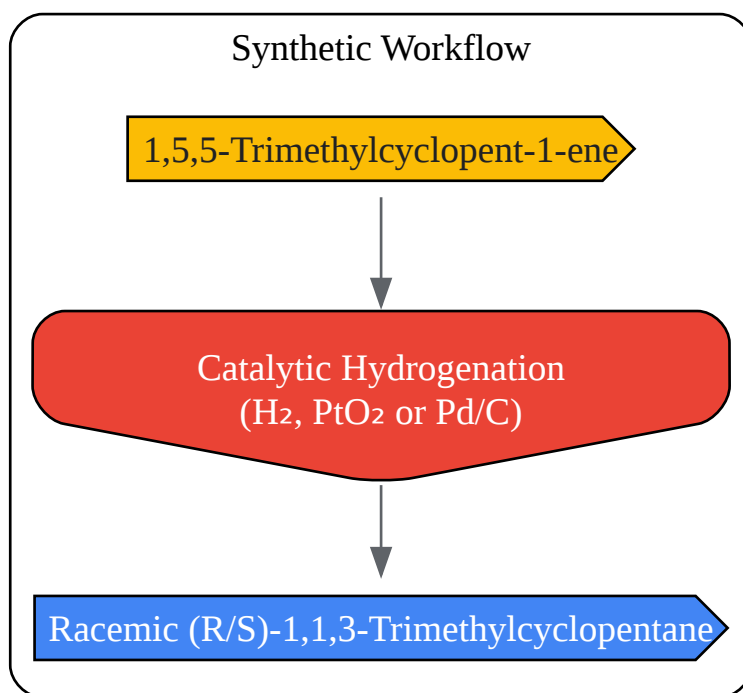 Synthetic Workflow
1,5,5-Trimethylcyclopent-1-ene
Catalytic Hydrogenation
(H₂, PtO₂ or Pd/C)
Racemic (R/S)-1,1,3-Trimethylcyclopentane